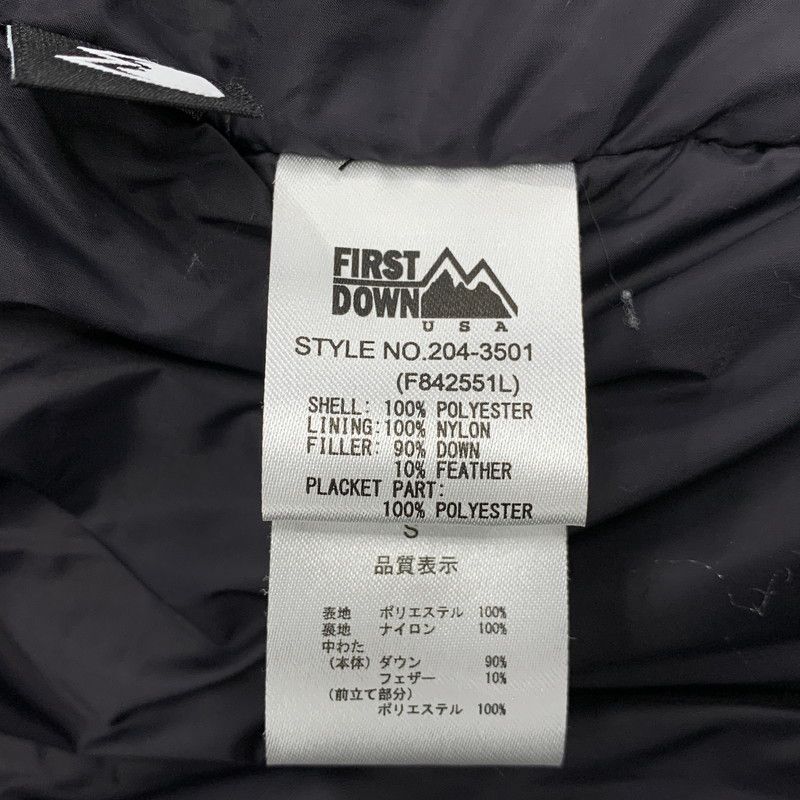 FIRST
DOWN
USA
STYLE NO.204-3501
(F842551L)
SHELL: 100% POLYESTER
LINING:100% NYLON
FILLER: 90% DOWN
10% FEATHER
PLACKET PART:
100% POLYESTER
S
品質表示
表地 ポリエステル 100%
裏地 ナイロン 100%
中わた
(本体) ダウン 90%
フェザー 10%
(前立て部分)
ポリエステル 100%